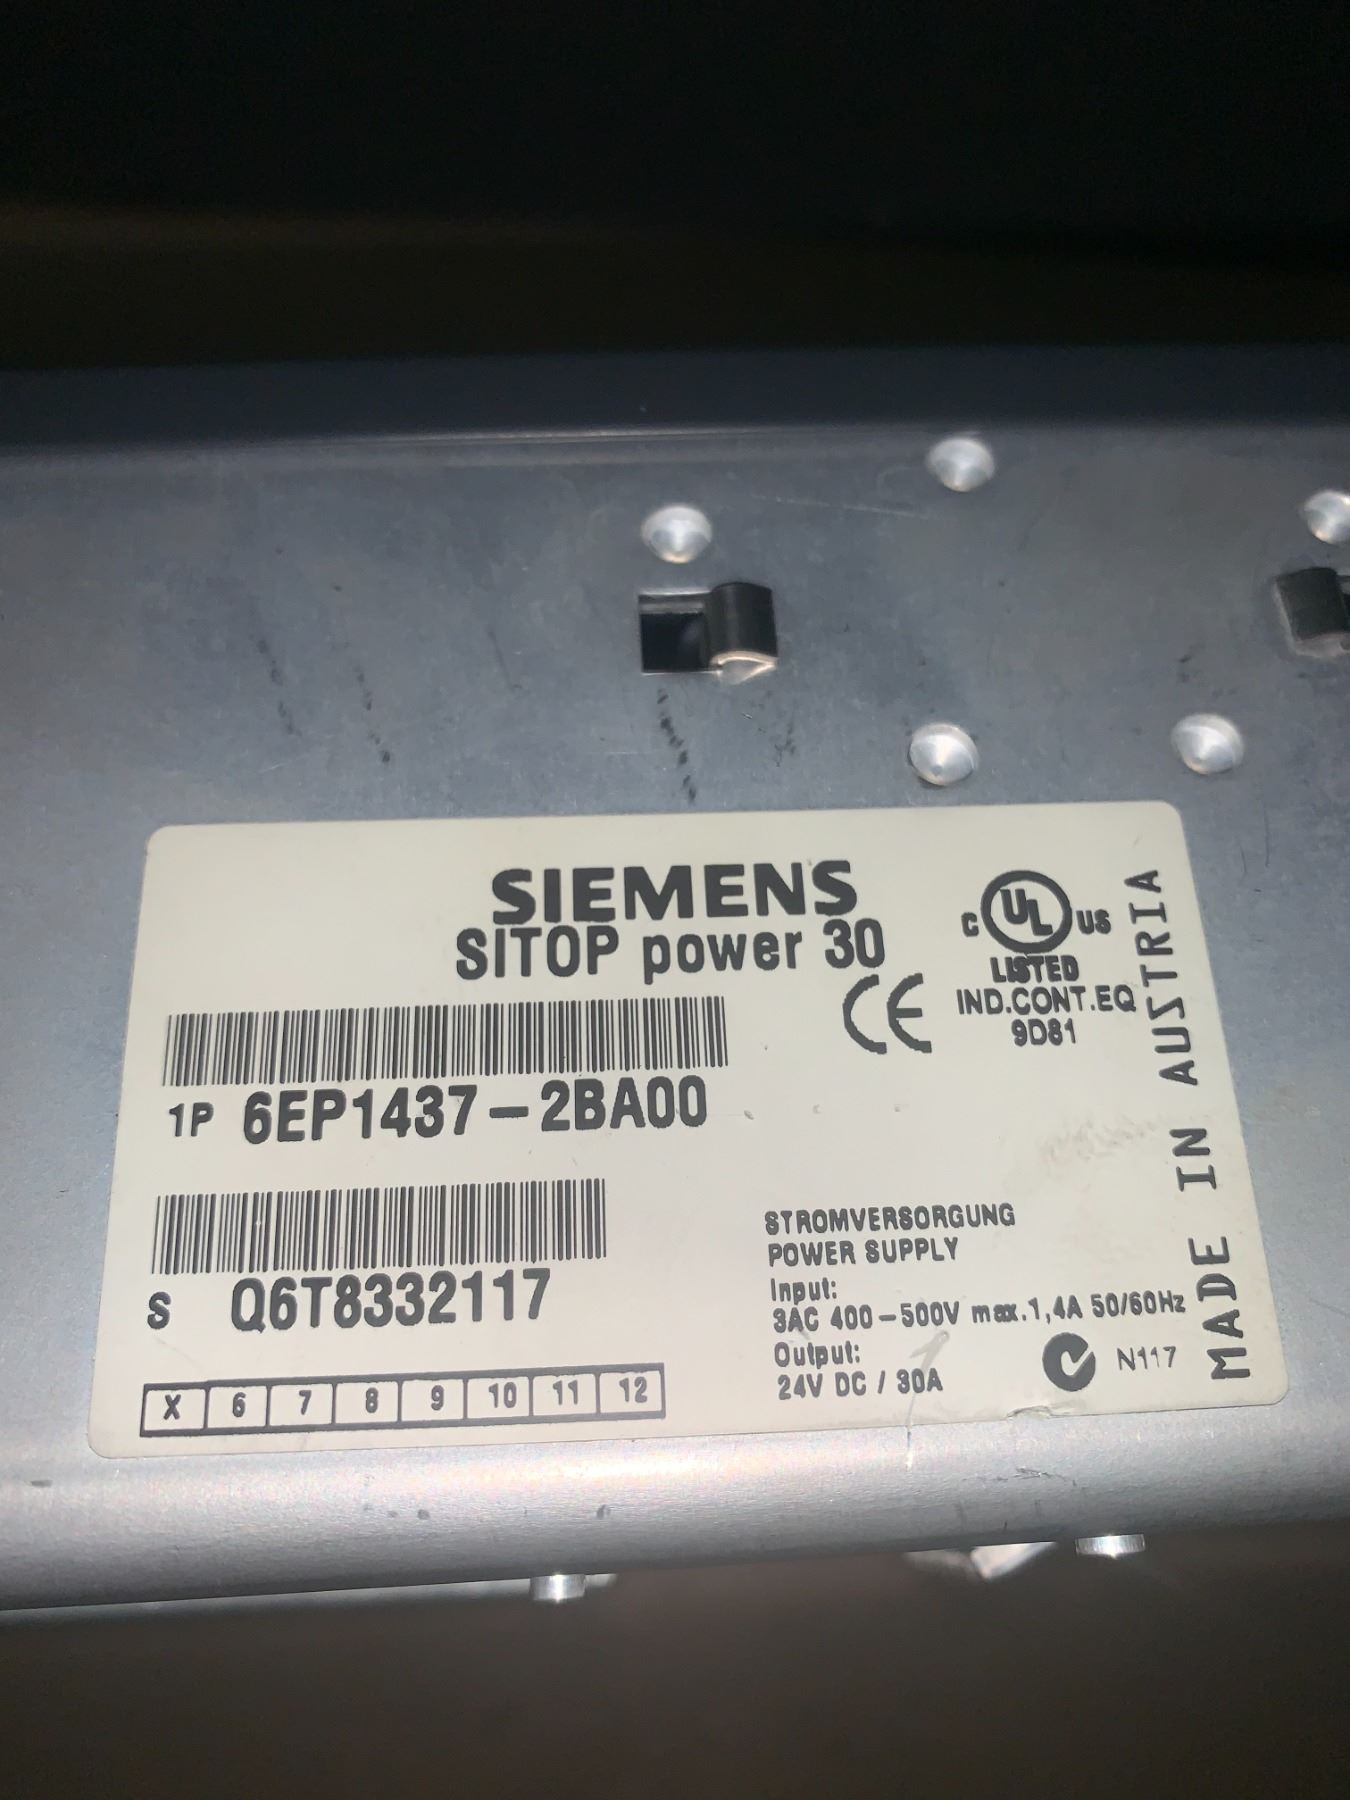 SIEMENS
SITOP power 30
C UL US
LISTED
IND.CONT.EQ
9D81
CE
MADE IN AUSTRIA
1P 6EP1437-2BA00
S Q6T8332117
X 6 7 8 9 10 11 12
STROMVERSORGUNG
POWER SUPPLY
Input:
3AC 400-500V max.1,4A 50/60Hz
Output:
24V DC / 30A
N117